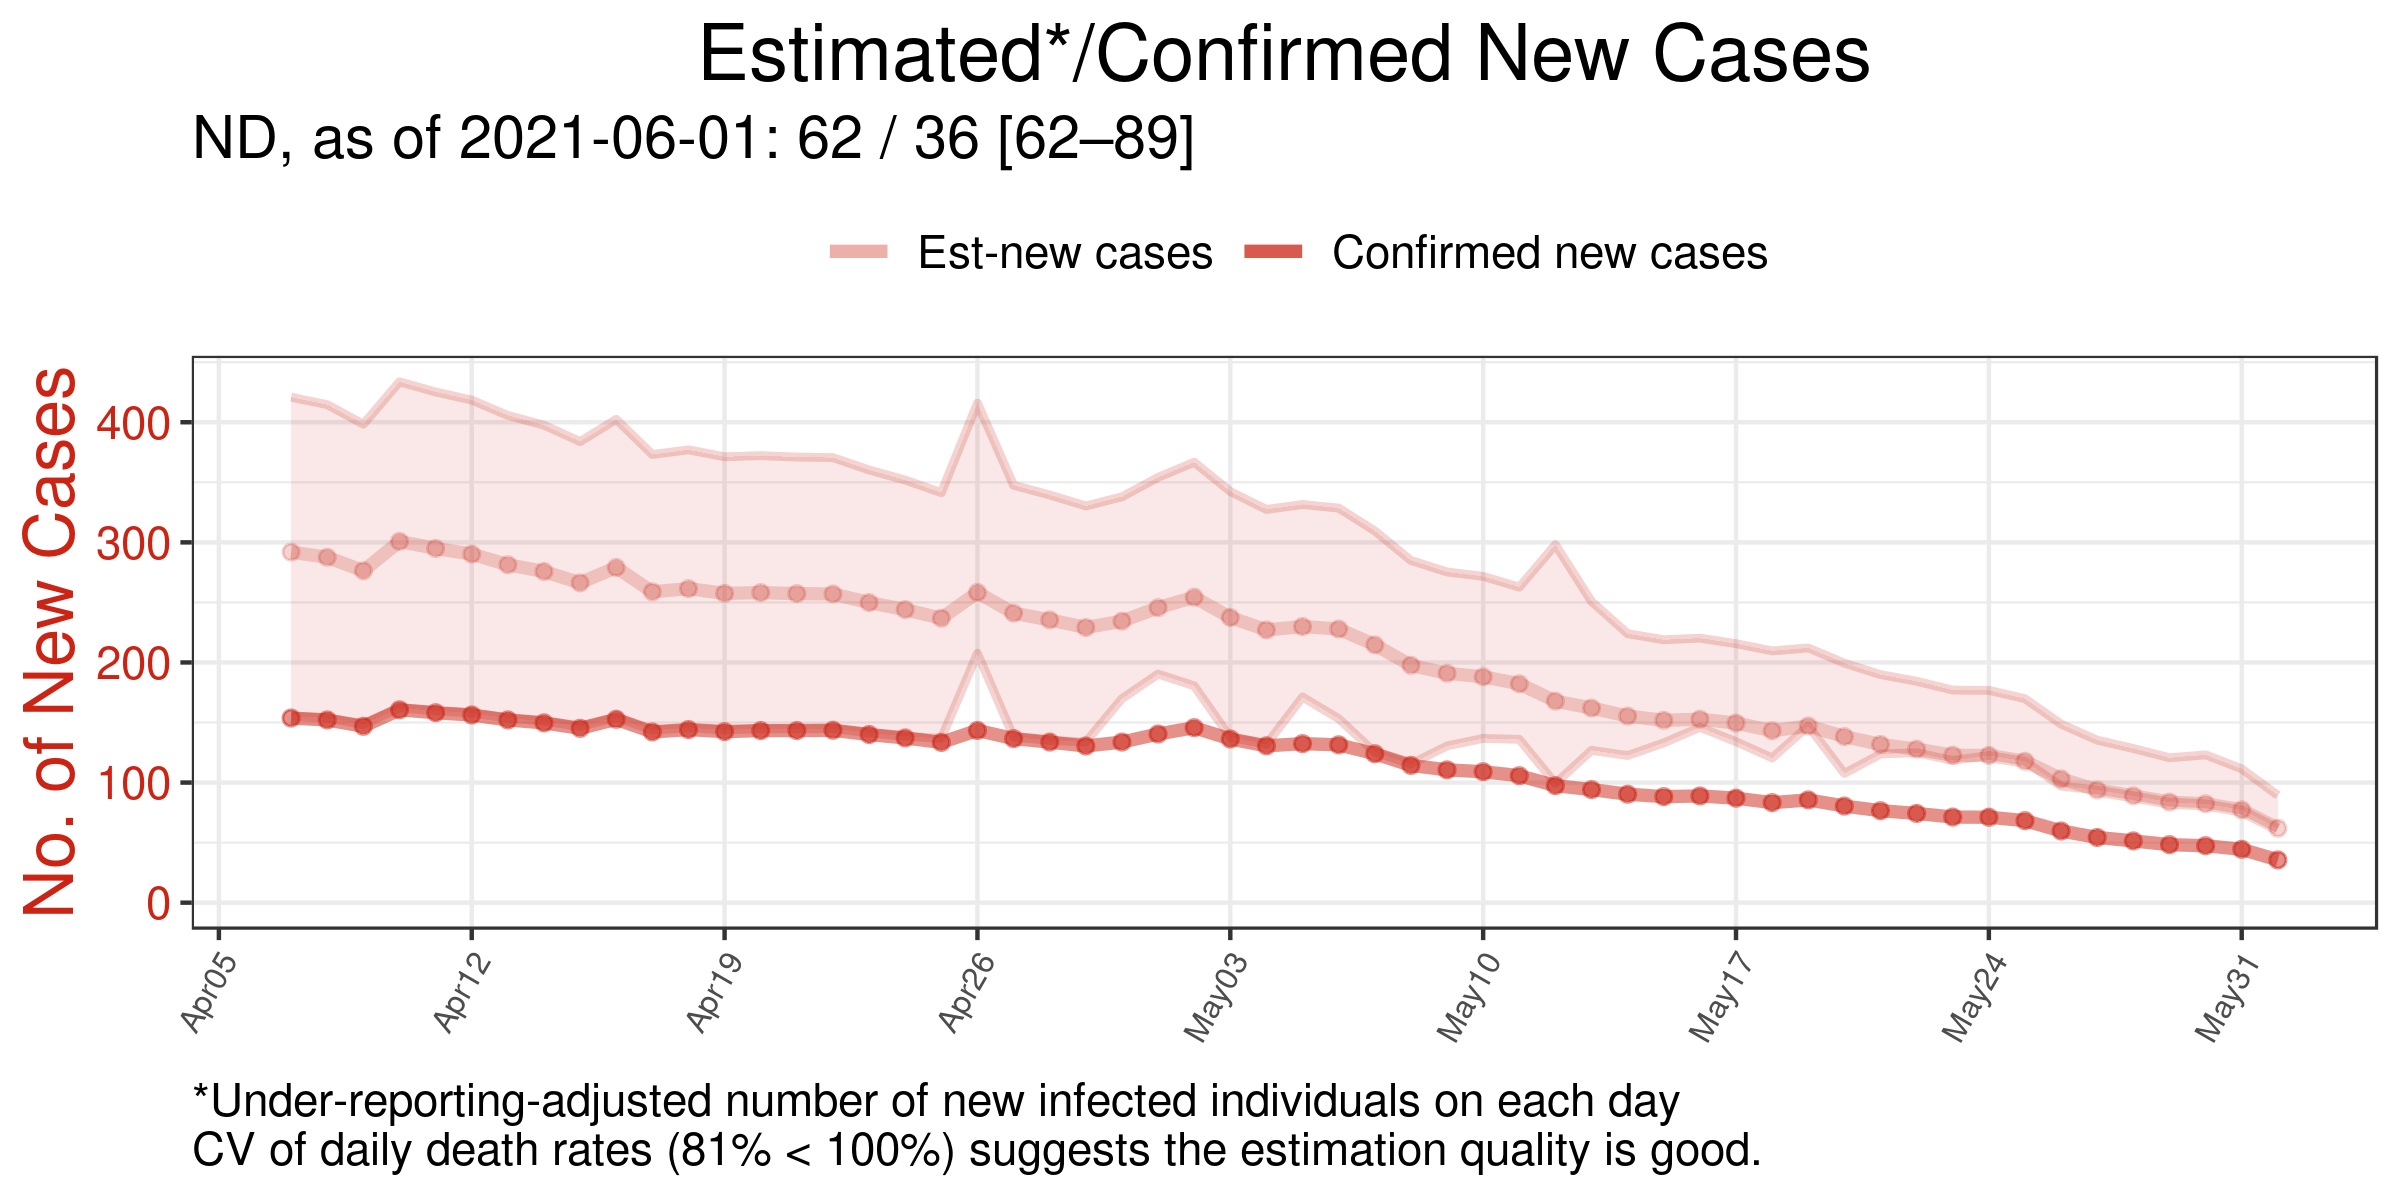 Estimated*/Confirmed New Cases
ND, as of 2021-06-01: 62 / 36 [62–89]
Est-new cases Confirmed new cases
No. of New Cases
400
300
200
100
0
Apr05 Apr12 Apr19 Apr26 May03 May10 May17 May24 May31
*Under-reporting-adjusted number of new infected individuals on each day
CV of daily death rates (81% < 100%) suggests the estimation quality is good.